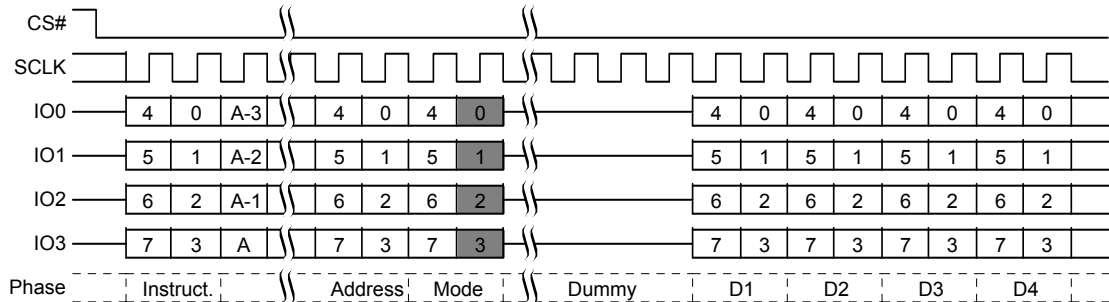 CS#
SCLK
IO0 4 0 A-3 4 0 4 0 4 0 4 0 4 0 4 0
IO1 5 1 A-2 5 1 5 1 5 1 5 1 5 1 5 1
IO2 6 2 A-1 6 2 6 2 6 2 6 2 6 2 6 2
IO3 7 3 A 7 3 7 3 7 3 7 3 7 3 7 3
Phase Instruct. Address Mode Dummy D1 D2 D3 D4